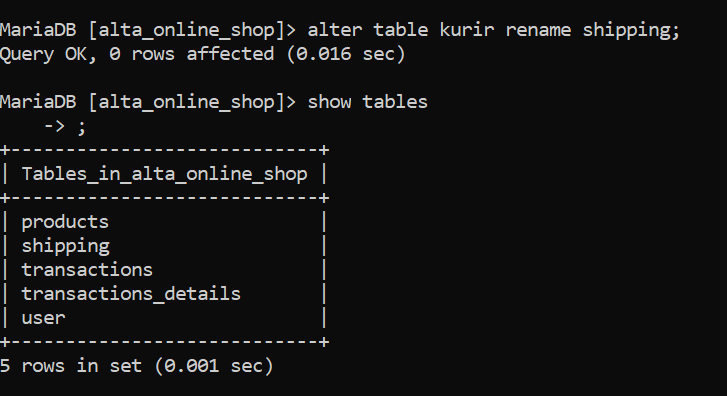 MariaDB [alta_online_shop]> alter table kurir rename shipping;
Query OK, 0 rows affected (0.016 sec)
MariaDB [alta_online_shop]> show tables
    -> ;
+----------------------------+
| Tables_in_alta_online_shop |
+----------------------------+
| products                   |
| shipping                   |
| transactions               |
| transactions_details       |
| user                       |
+----------------------------+
5 rows in set (0.001 sec)